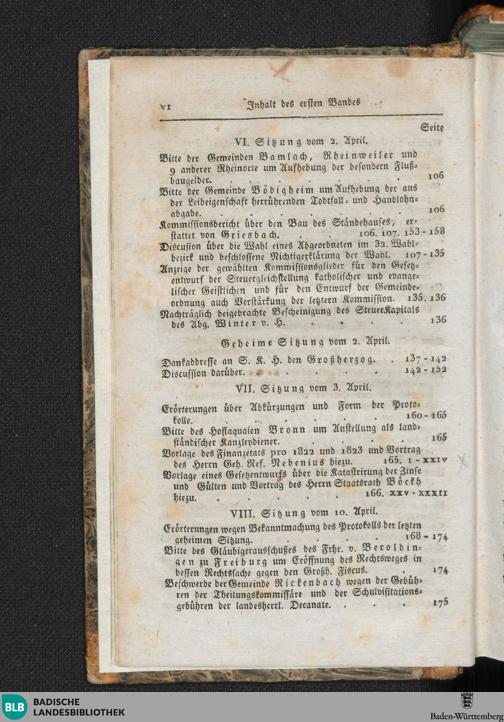 VI Inhalt des ersten Bandes
Seite
VI. Sitzung vom 2. April.
Bitte der Gemeinden Bamlach, Rheinweiler und
9 anderer Rheinorte um Aufhebung der besondern Fluß-
baugelder. . . . . . . 106
Bitte der Gemeinde Bödigheim um Aufhebung der aus
der Leibeigenschaft herrührenden Todtfall- und Handlohn-
abgabe. . . . . . . 106
Kommissionsbericht über den Bau des Ständehauses, er-
stattet von Griesbach. . . 106. 107. 153-158
Discusion über die Wahl eines Abgeordneten im 32. Wahl-
bezirk und beschlossene Nichtigerklärung der Wahl. 107-135
Anzeige der gewählten Kommissionsglieder für den Gesetz-
entwurf der Steuergleichstellung katholischer und evange-
lischer Geistlichen und für den Entwurf der Gemeinde-
ordnung auch Verstärkung der letztern Kommission. 135. 136
Nachträglich beigebrachte Bescheinigung des SteuerKapitals
des Abg. Winter v. H. . . . . 136
Geheime Sitzung vom 2. April.
Dankaddresse an S. K. H. den Großherzog. . 137-142
Discussion darüber. . . . . . 142-152
VII. Sitzung vom 3. April.
Erörterungen über Abkürzungen und Form der Proto-
kolle. . . . . . . 160-165
Bitte des Hoflaquaien Bronn um Anstellung als land-
ständischer Kanzleydiener. . . . . 165
Vorlage des Finanzetats pro 1822 und 1823 und Vortrag
des Herrn Geh. Ref. Nebenius hiezu. 165. I-XXIV
Vorlage eines Gesetzentwurfs über die Katastrirung der Zinse
und Gülten und Vortrag des Herrn Staatsrath Böckh
hiezu. . . . . . 166. XXV-XXXII
VIII. Sitzung vom 10. April.
Erörterungen wegen Bekanntmachung des Protokolls der letzten
geheimen Sitzung. . . . . 168-174
Bitte des Gläubigerausschußes des Frhr. v. Beroldin-
gen zu Freiburg um Eröffnung des Rechtsweges in
dessen Rechtssache gegen den Großh. Fiscus. . 174
Beschwerde der Gemeinde Rickenbach wegen der Gebüh-
ren der Theilungskommissäre und der Schulvisitations-
gebühren der landesherrl. Decanate. . . . 175
BLB BADISCHE
LANDESBIBLIOTHEK
Baden-Württemberg